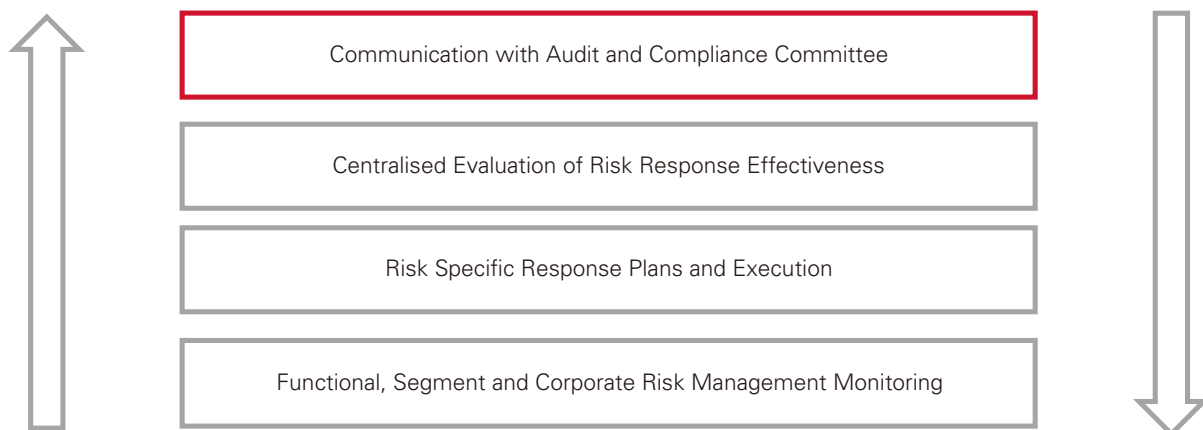 Communication with Audit and Compliance Committee
Centralised Evaluation of Risk Response Effectiveness
Risk Specific Response Plans and Execution
Functional, Segment and Corporate Risk Management Monitoring